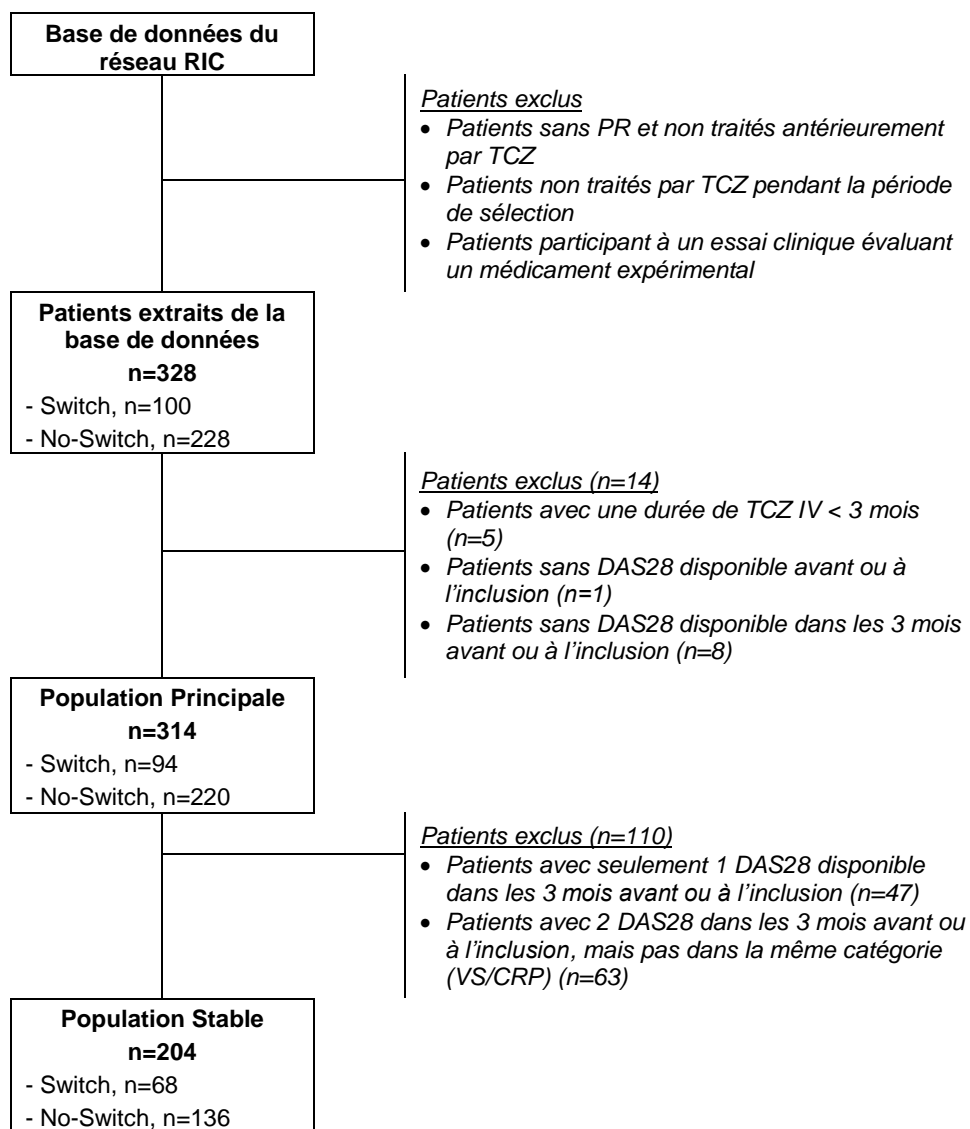 Base de données du
réseau RIC
Patients exclus
• Patients sans PR et non traités antérieurement
par TCZ
• Patients non traités par TCZ pendant la période
de sélection
• Patients participant à un essai clinique évaluant
un médicament expérimental
Patients extraits de la
base de données
n=328
- Switch, n=100
- No-Switch, n=228
Patients exclus (n=14)
• Patients avec une durée de TCZ IV < 3 mois
(n=5)
• Patients sans DAS28 disponible avant ou à
l’inclusion (n=1)
• Patients sans DAS28 disponible dans les 3 mois
avant ou à l’inclusion (n=8)
Population Principale
n=314
- Switch, n=94
- No-Switch, n=220
Patients exclus (n=110)
• Patients avec seulement 1 DAS28 disponible
dans les 3 mois avant ou à l’inclusion (n=47)
• Patients avec 2 DAS28 dans les 3 mois avant ou
à l’inclusion, mais pas dans la même catégorie
(VS/CRP) (n=63)
Population Stable
n=204
- Switch, n=68
- No-Switch, n=136